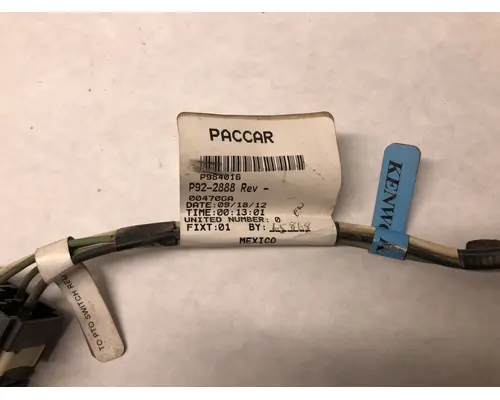 PACCAR
P984016
P92-2888 Rev -
00470GA
DATE:09/18/12
TIME:00:13:01
UNITED NUMBER: 0
FIXT:01 BY:
MEXICO
KENWO
TO PTO SWITCH RE